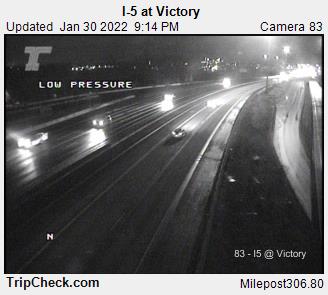 I-5 at Victory
Updated Jan 30 2022 9:14 PM Camera 83
T
LOW PRESSURE
N
83 - I5 @ Victory
TripCheck.com Milepost306.80